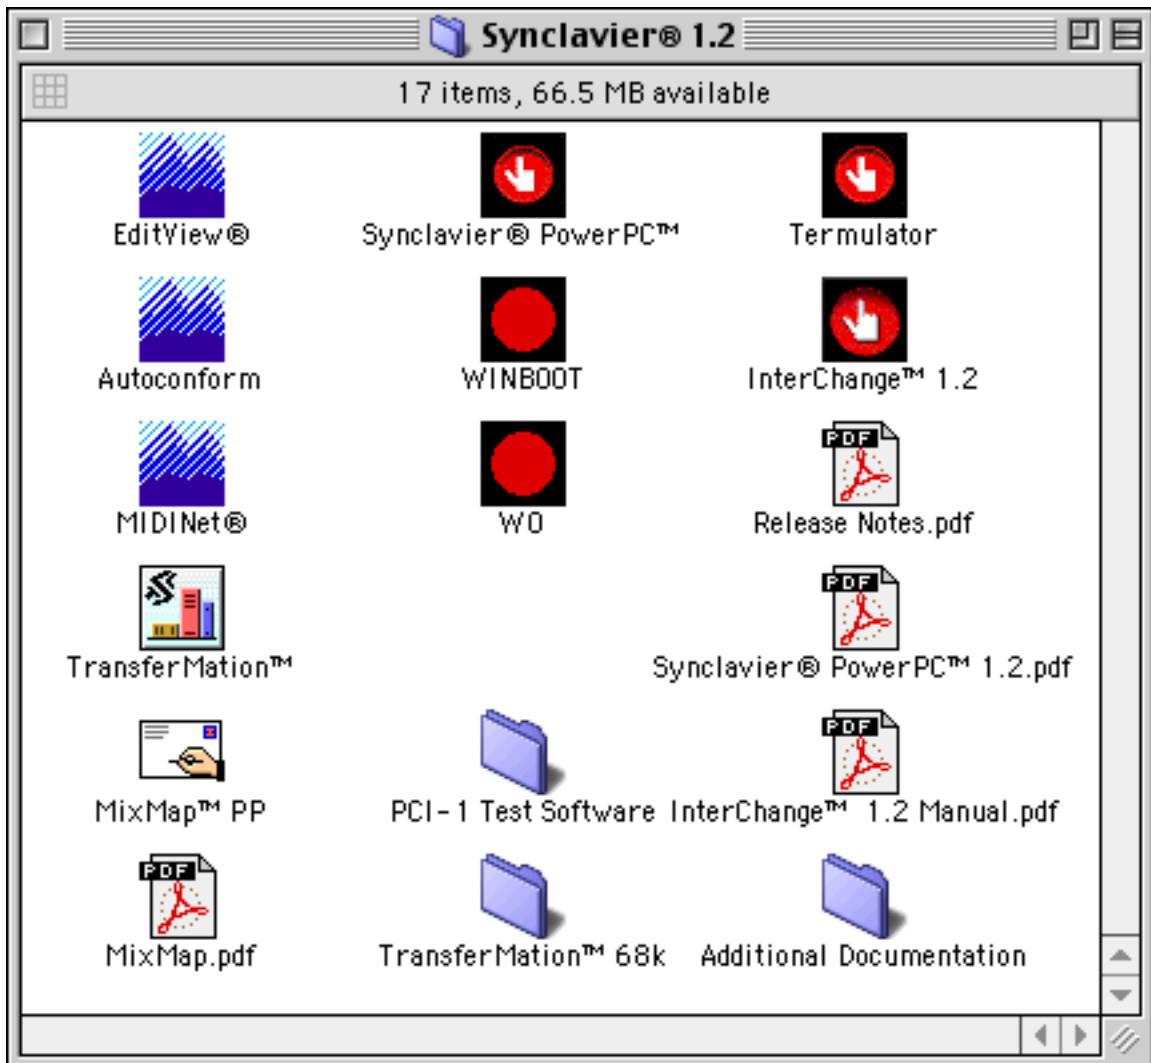 Synclavier® 1.2
17 items, 66.5 MB available
EditView®
Synclavier® PowerPC™
Termulator
Autoconform
WINBOOT
InterChange™ 1.2
PDF
MIDINet®
W0
Release Notes.pdf
PDF
TransferMation™
Synclavier® PowerPC™ 1.2.pdf
PDF
MixMap™ PP
PCI-1 Test Software
InterChange™ 1.2 Manual.pdf
PDF
MixMap.pdf
TransferMation™ 68k
Additional Documentation